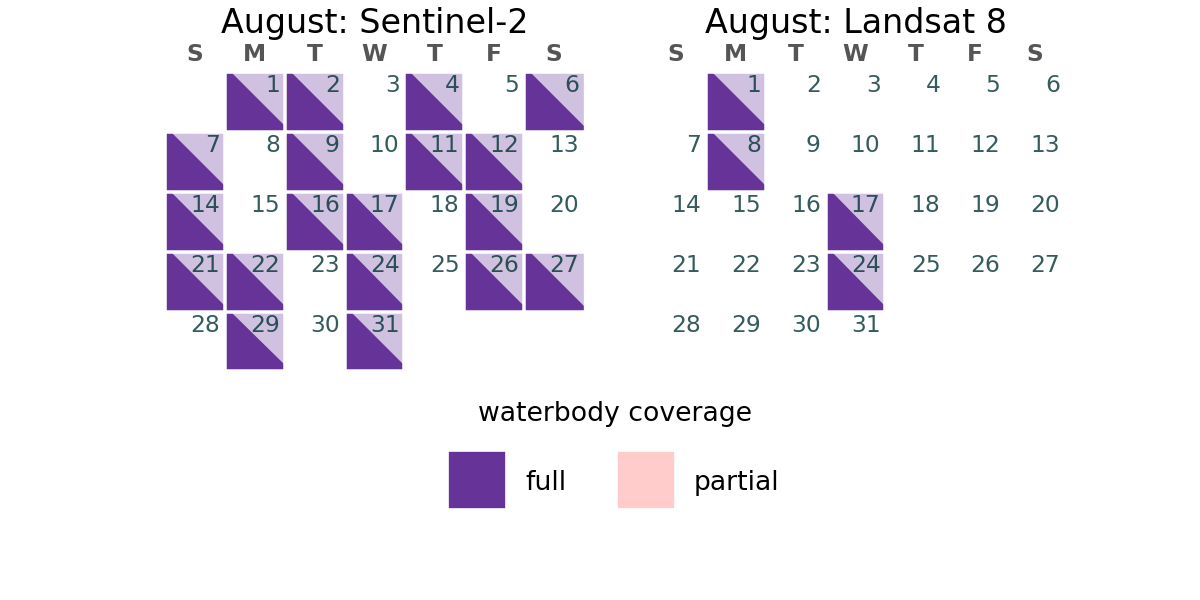 August: Sentinel-2
S M T W T F S
1 2 3 4 5 6
7 8 9 10 11 12 13
14 15 16 17 18 19 20
21 22 23 24 25 26 27
28 29 30 31
August: Landsat 8
S M T W T F S
1 2 3 4 5 6
7 8 9 10 11 12 13
14 15 16 17 18 19 20
21 22 23 24 25 26 27
28 29 30 31
waterbody coverage
full partial